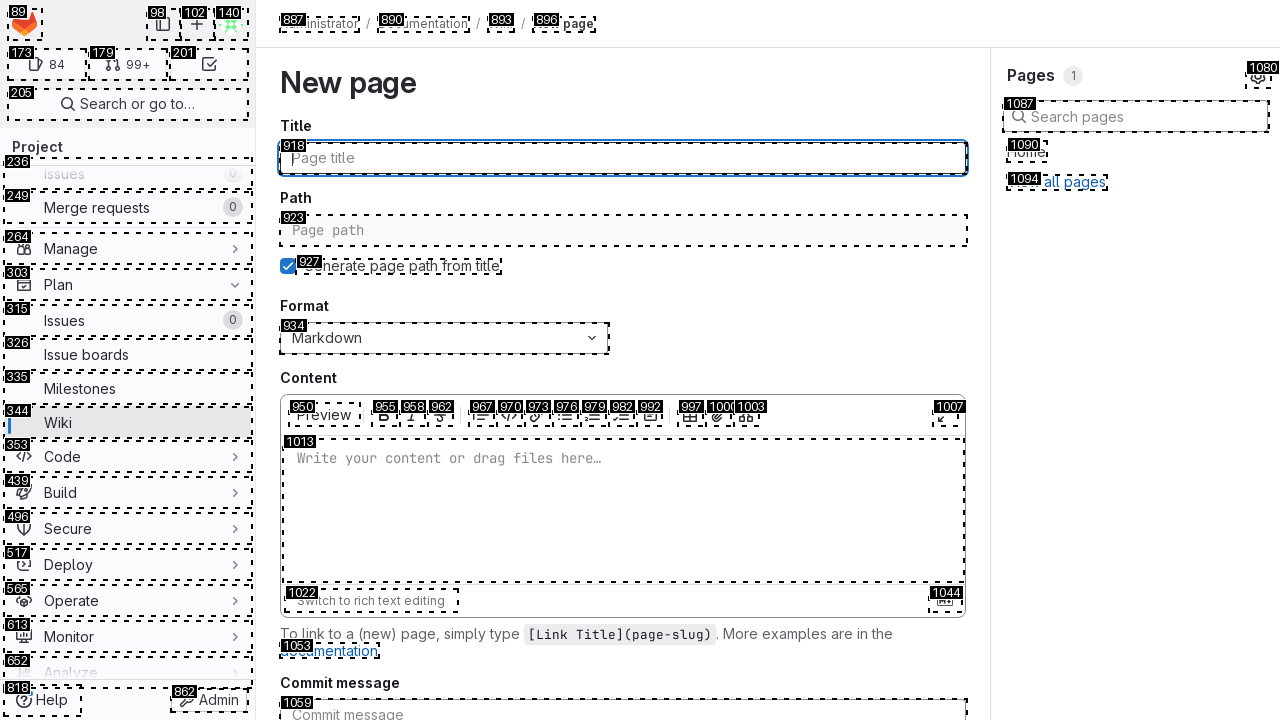 89
98
102
140
173
84
179
99+
201
205
Search or go to…
Project
236
Issues
0
249
Merge requests
0
264
Manage
303
Plan
315
Issues
0
326
Issue boards
335
Milestones
344
Wiki
353
Code
439
Build
496
Secure
517
Deploy
565
Operate
613
Monitor
652
Analyze
818
Help
862
Admin
887
/
890
/
893
/
896
page
New page
Title
918
Page title
Path
923
Page path
927
Generate page path from title
Format
934
Markdown
Content
950
Preview
955
958
962
967
970
973
976
979
982
992
997
1000
1003
1007
1013
Write your content or drag files here…
1022
Switch to rich text editing
1044
To link to a (new) page, simply type [Link Title](page-slug). More examples are in the
1053
documentation
Commit message
1059
Commit message
Pages
1
1080
1087
Search pages
1090
Home
1094
all pages